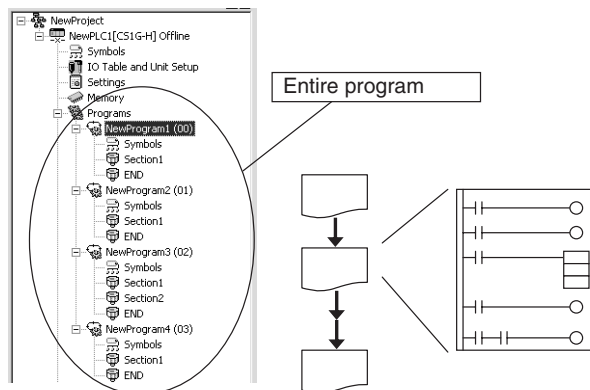 NewProject
NewPLC1[CS1G-H] Offline
Symbols
IO Table and Unit Setup
Settings
Memory
Programs
NewProgram1 (00)
Symbols
Section1
END
NewProgram2 (01)
Symbols
Section1
END
NewProgram3 (02)
Symbols
Section1
Section2
END
NewProgram4 (03)
Symbols
Section1
END
Entire program